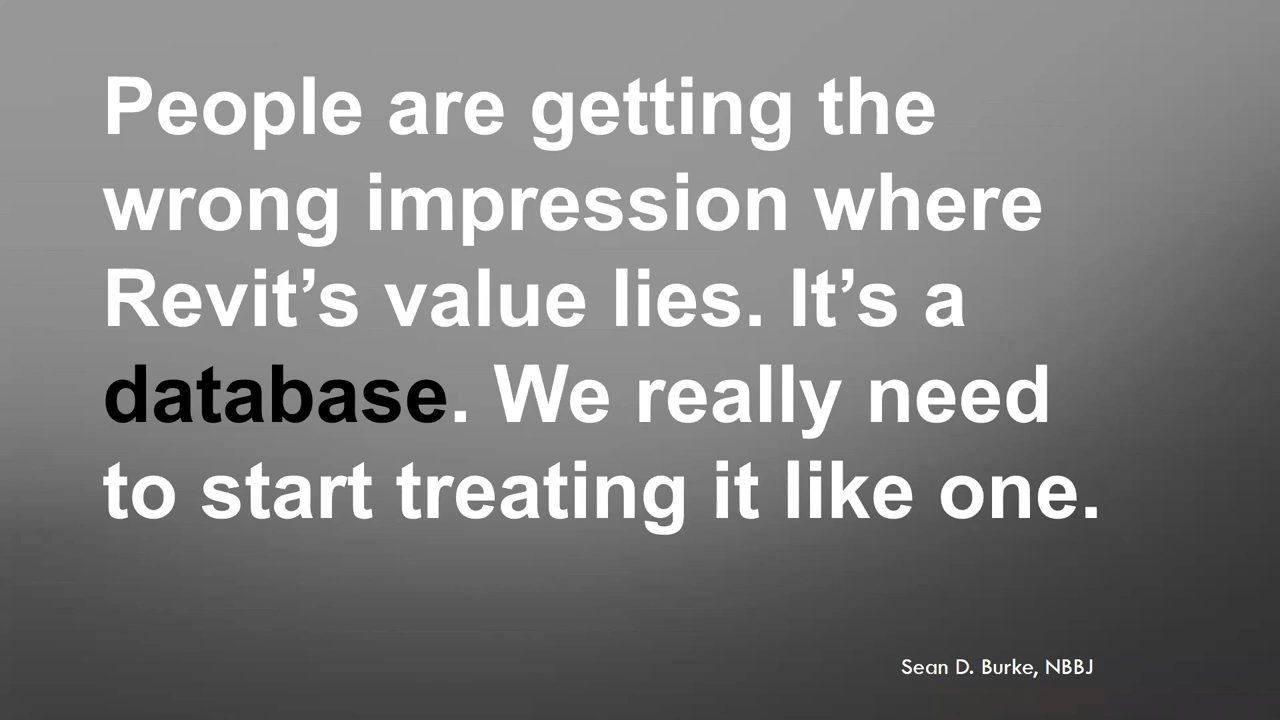 People are getting the
wrong impression where
Revit’s value lies. It’s a
database. We really need
to start treating it like one.
Sean D. Burke, NBBJ